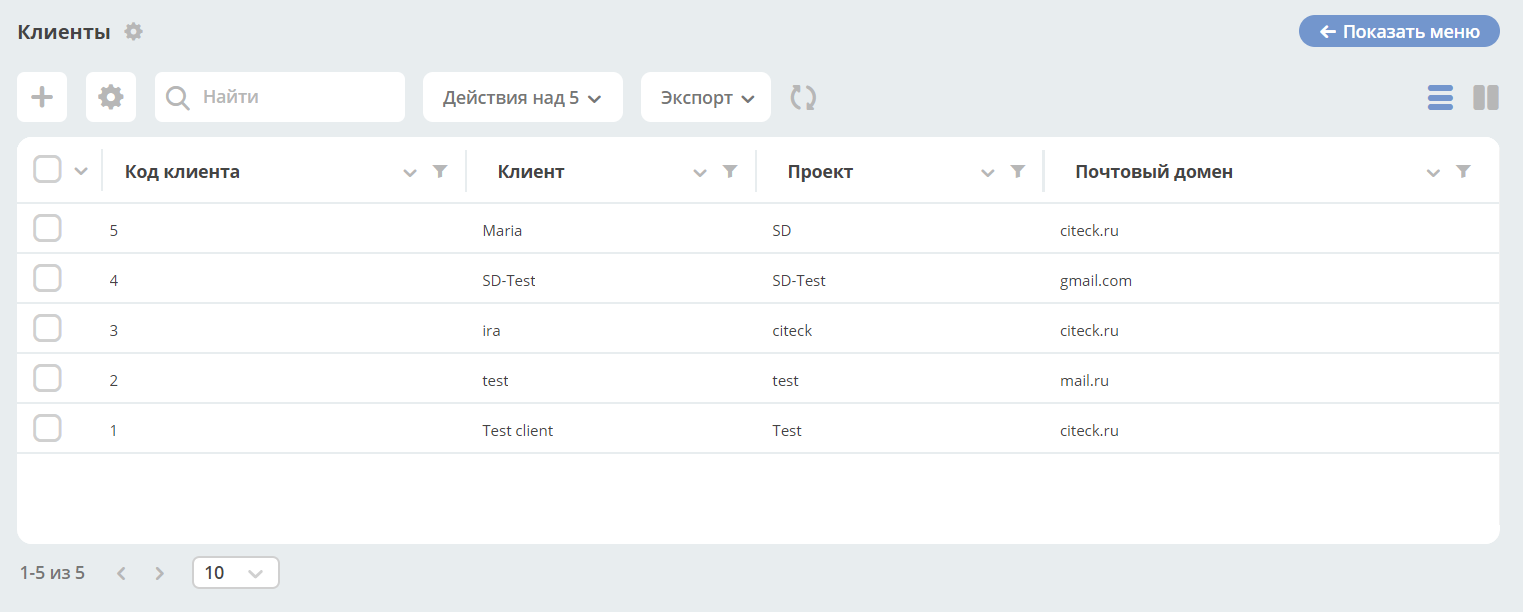 Клиенты
Показать меню
Найти
Действия над 5
Экспорт
Код клиента Клиент Проект Почтовый домен
5 Maria SD citeck.ru
4 SD-Test SD-Test gmail.com
3 ira citeck citeck.ru
2 test test mail.ru
1 Test client Test citeck.ru
1-5 из 5 10